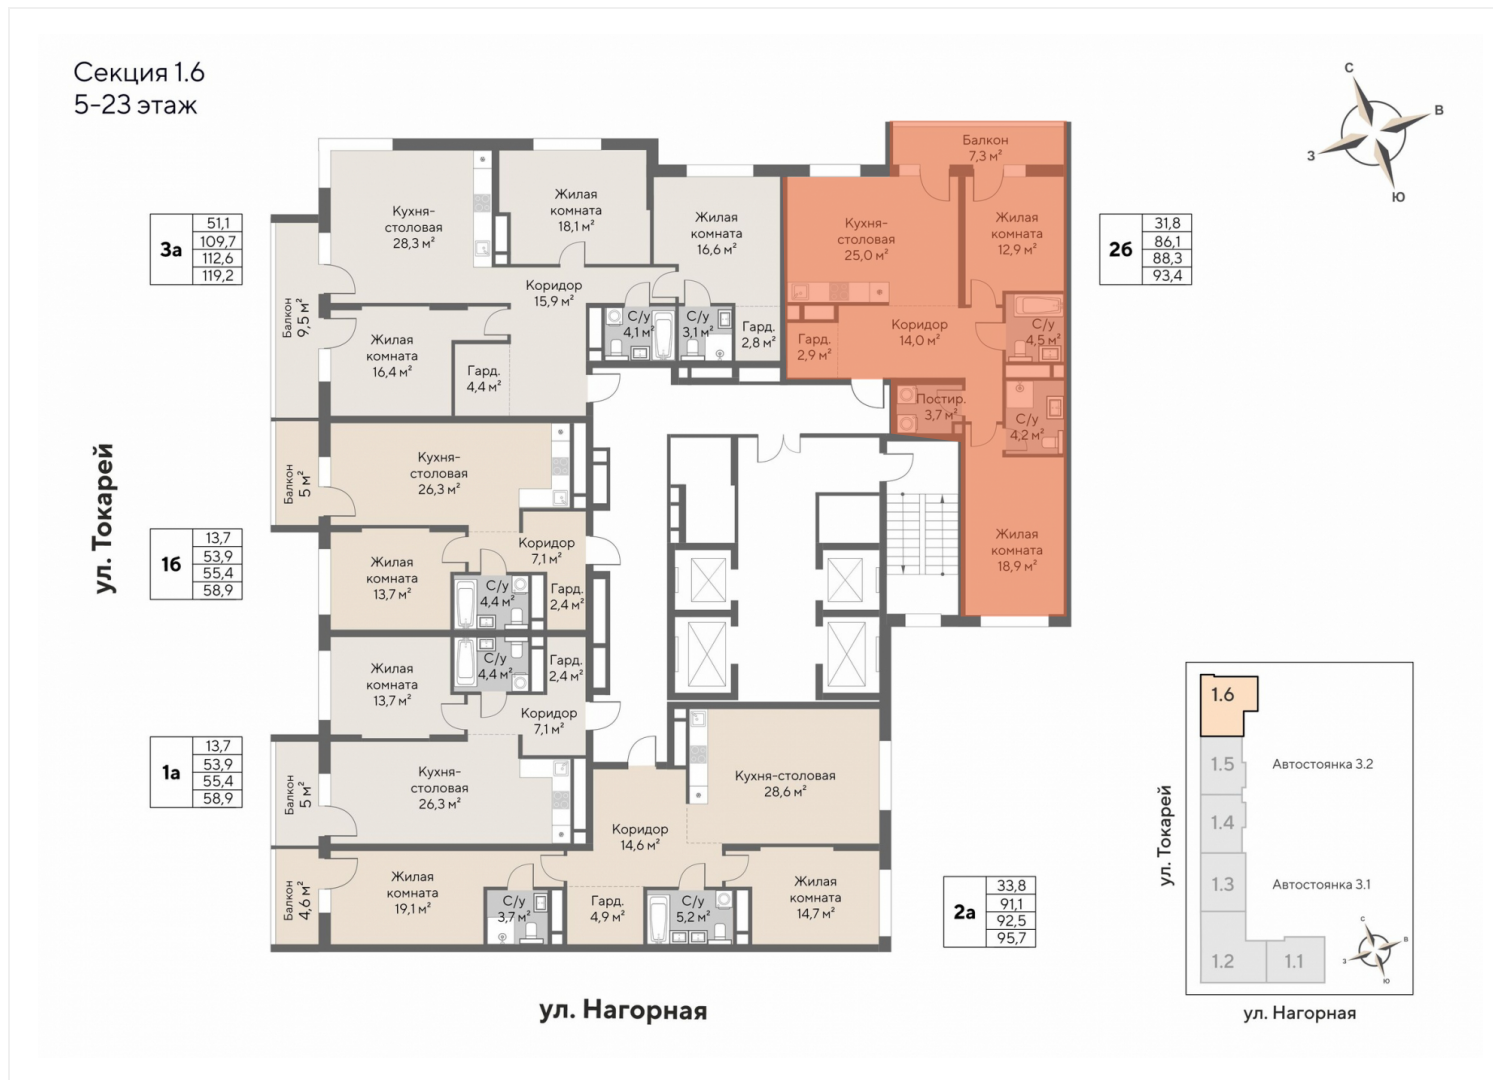 Секция 1.6
5-23 этаж
С
В
З
Ю
Балкон
7,3 м²
3а
51,1
109,7
112,6
119,2
Кухня-
столовая
28,3 м²
Жилая
комната
18,1 м²
Жилая
комната
16,6 м²
Кухня-
столовая
25,0 м²
Жилая
комната
12,9 м²
2б
31,8
86,1
88,3
93,4
Балкон
9,5 м²
Коридор
15,9 м²
С/у
4,1 м²
С/у
3,1 м²
Гард.
2,8 м²
Гард.
2,9 м²
Коридор
14,0 м²
С/у
4,5 м²
Жилая
комната
16,4 м²
Гард.
4,4 м²
Постир.
3,7 м²
С/у
4,2 м²
ул. Токарей
Балкон
5 м²
Кухня-
столовая
26,3 м²
1б
13,7
53,9
55,4
58,9
Жилая
комната
13,7 м²
Коридор
7,1 м²
С/у
4,4 м²
Гард.
2,4 м²
Жилая
комната
18,9 м²
Жилая
комната
13,7 м²
С/у
4,4 м²
Гард.
2,4 м²
Коридор
7,1 м²
1а
13,7
53,9
55,4
58,9
Балкон
5 м²
Кухня-
столовая
26,3 м²
Кухня-столовая
28,6 м²
Коридор
14,6 м²
Балкон
4,6 м²
Жилая
комната
19,1 м²
С/у
3,7 м²
Гард.
4,9 м²
С/у
5,2 м²
Жилая
комната
14,7 м²
2а
33,8
91,1
92,5
95,7
ул. Нагорная
1.6
1.5
Автостоянка 3.2
1.4
ул. Токарей
1.3
Автостоянка 3.1
1.2
1.1
С
В
З
Ю
ул. Нагорная